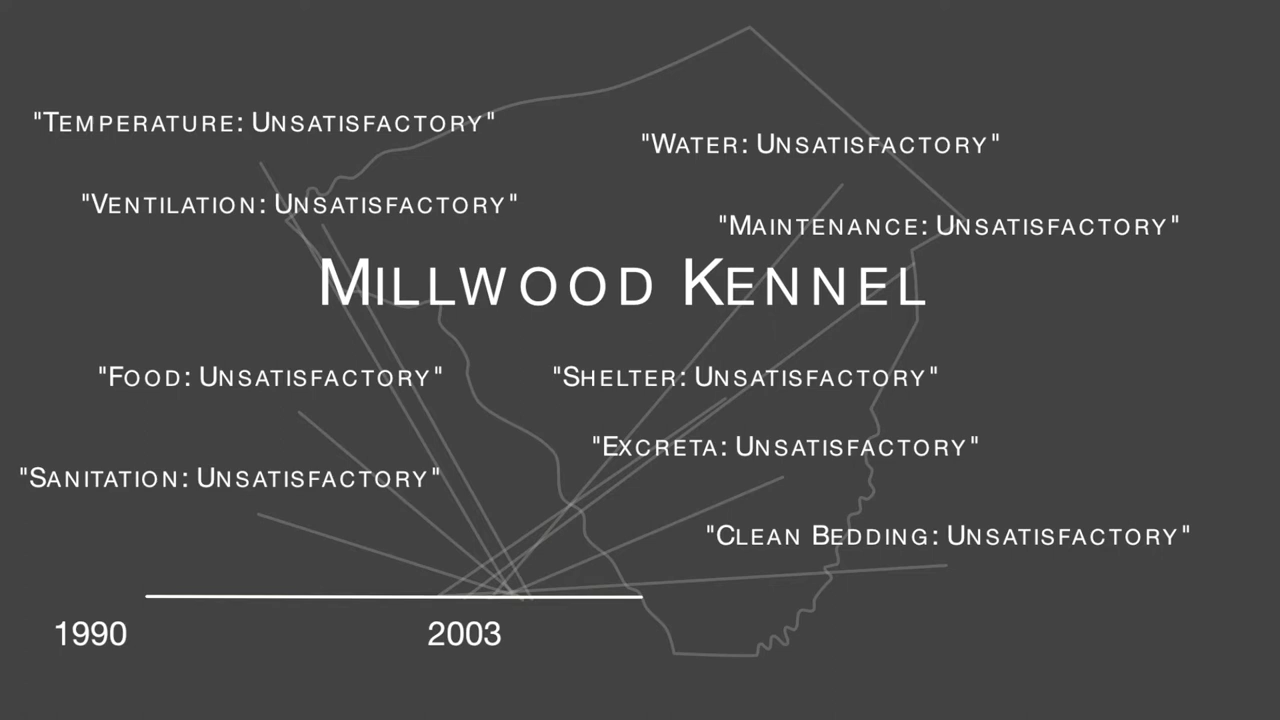 "Temperature: Unsatisfactory"
"Water: Unsatisfactory"
"Ventilation: Unsatisfactory"
"Maintenance: Unsatisfactory"
Millwood Kennel
"Food: Unsatisfactory"
"Shelter: Unsatisfactory"
"Excreta: Unsatisfactory"
"Sanitation: Unsatisfactory"
"Clean Bedding: Unsatisfactory"
1990
2003